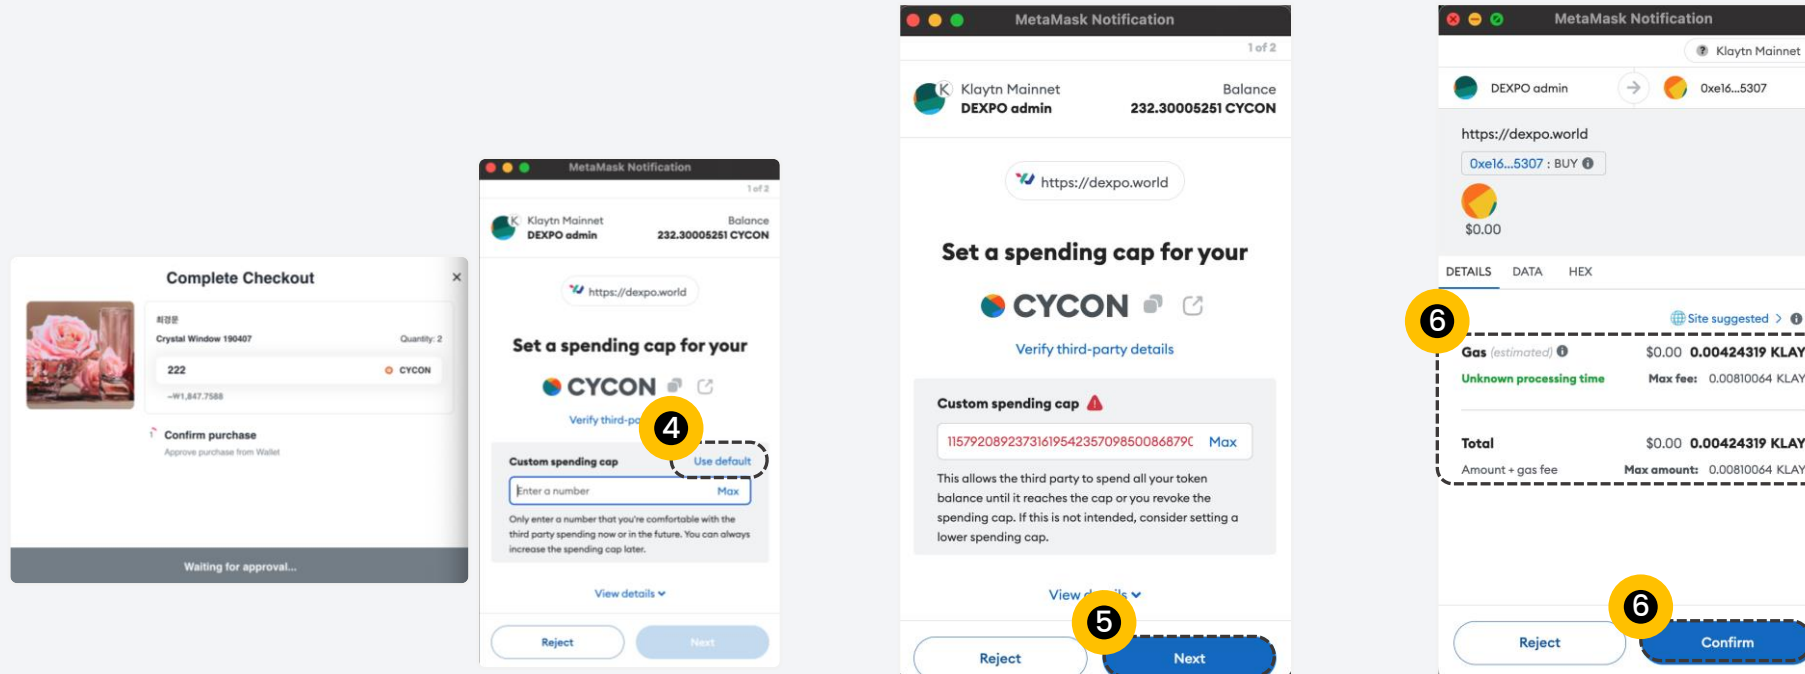 Complete Checkout
×
최경문
Crystal Window 190407
Quantity: 2
222
CYCON
~₩1,847.7588
1
Confirm purchase
Approve purchase from Wallet
Waiting for approval...
MetaMask Notification
1 of 2
K
Klaytn Mainnet
Balance
DEXPO admin
232.30005251 CYCON
https://dexpo.world
Set a spending cap for your
CYCON
Verify third-pa
4
Custom spending cap
Use default
Enter a number
Max
Only enter a number that you're comfortable with the
third party spending now or in the future. You can always
increase the spending cap later.
View details
Reject
Next
MetaMask Notification
1 of 2
K
Klaytn Mainnet
Balance
DEXPO admin
232.30005251 CYCON
https://dexpo.world
Set a spending cap for your
CYCON
Verify third-party details
Custom spending cap
11579208923731619542357098500868790
Max
This allows the third party to spend all your token
balance until it reaches the cap or you revoke the
spending cap. If this is not intended, consider setting a
lower spending cap.
View details
5
Reject
Next
MetaMask Notification
? Klaytn Mainnet
DEXPO admin
0xe16...5307
https://dexpo.world
0xe16...5307 : BUY
$0.00
DETAILS
DATA
HEX
6
Site suggested >
Gas (estimated)
$0.00 0.00424319 KLAY
Unknown processing time
Max fee: 0.00810064 KLAY
Total
$0.00 0.00424319 KLAY
Amount + gas fee
Max amount: 0.00810064 KLAY
6
Reject
Confirm